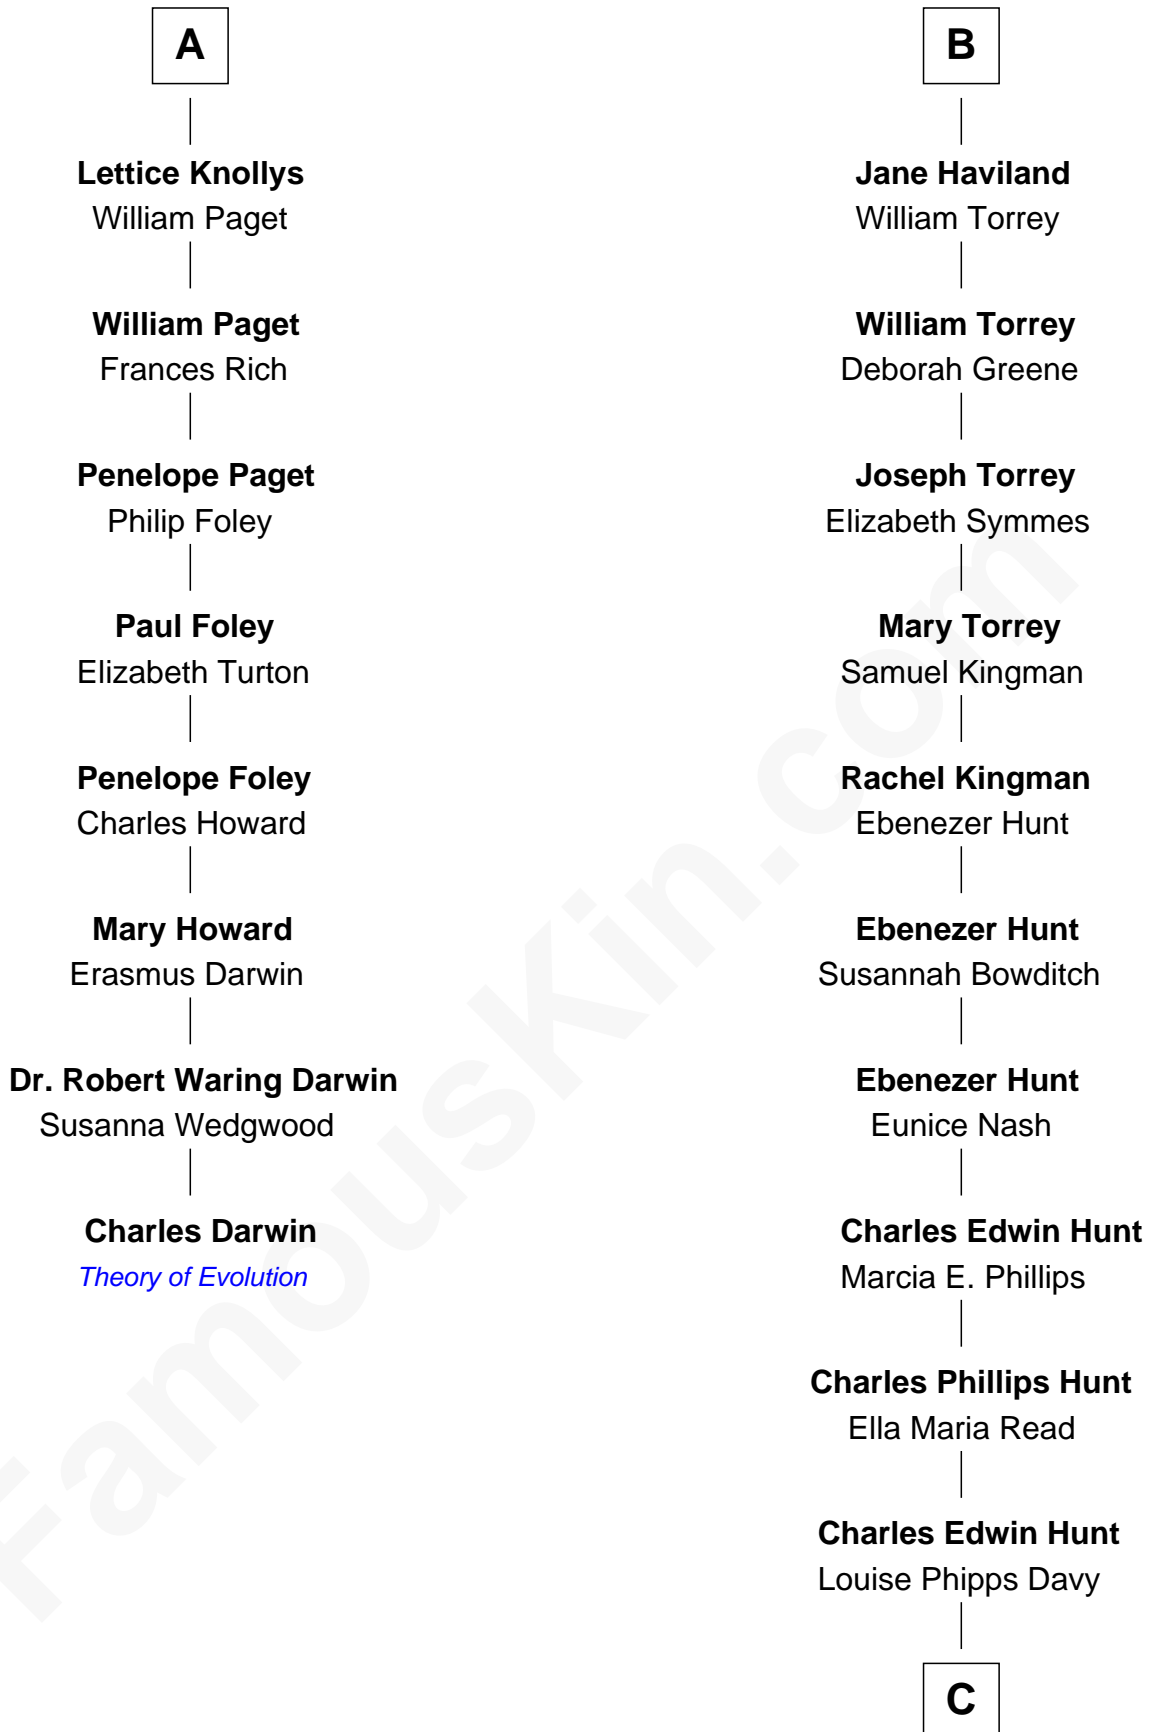 A
Lettice Knollys
William Paget
William Paget
Frances Rich
Penelope Paget
Philip Foley
Paul Foley
Elizabeth Turton
Penelope Foley
Charles Howard
Mary Howard
Erasmus Darwin
Dr. Robert Waring Darwin
Susanna Wedgwood
Charles Darwin
Theory of Evolution
B
Jane Haviland
William Torrey
William Torrey
Deborah Greene
Joseph Torrey
Elizabeth Symmes
Mary Torrey
Samuel Kingman
Rachel Kingman
Ebenezer Hunt
Ebenezer Hunt
Susannah Bowditch
Ebenezer Hunt
Eunice Nash
Charles Edwin Hunt
Marcia E. Phillips
Charles Phillips Hunt
Ella Maria Read
Charles Edwin Hunt
Louise Phipps Davy
C
FamousKin.com